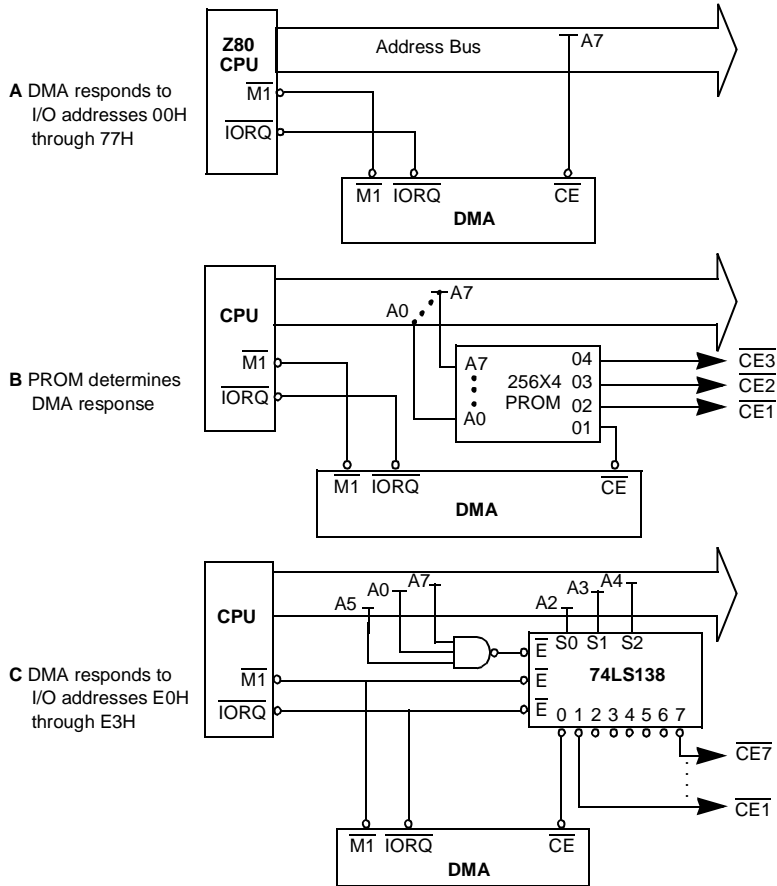 Z80
CPU
Address Bus
A7
A DMA responds to
I/O addresses 00H
through 77H
M1
IORQ
M1 IORQ CE
DMA
CPU
A0 A7
M1
B PROM determines
DMA response
IORQ
A7
A0
256X4
PROM
04
03
02
01
CE3
CE2
CE1
M1 IORQ CE
DMA
CPU
A5 A0 A7 A2 A3 A4
C DMA responds to
I/O addresses E0H
through E3H
M1
IORQ
E S0 S1 S2
E 74LS138
E 0 1 2 3 4 5 6 7
CE7
CE1
M1 IORQ CE
DMA